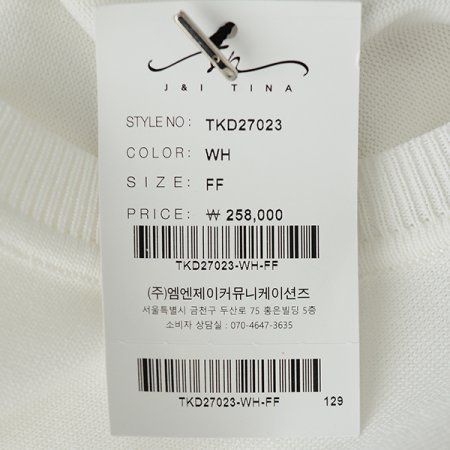 J & I TINA
STYLE NO : TKD27023
COLOR: WH
SIZE: FF
PRICE: ₩ 258,000
TKD27023-WH-FF
(주)엠엔제이커뮤니케이션즈
서울특별시 금천구 두산로 75 홍은빌딩 5층
소비자 상담실 : 070-4647-3635
TKD27023-WH-FF
129